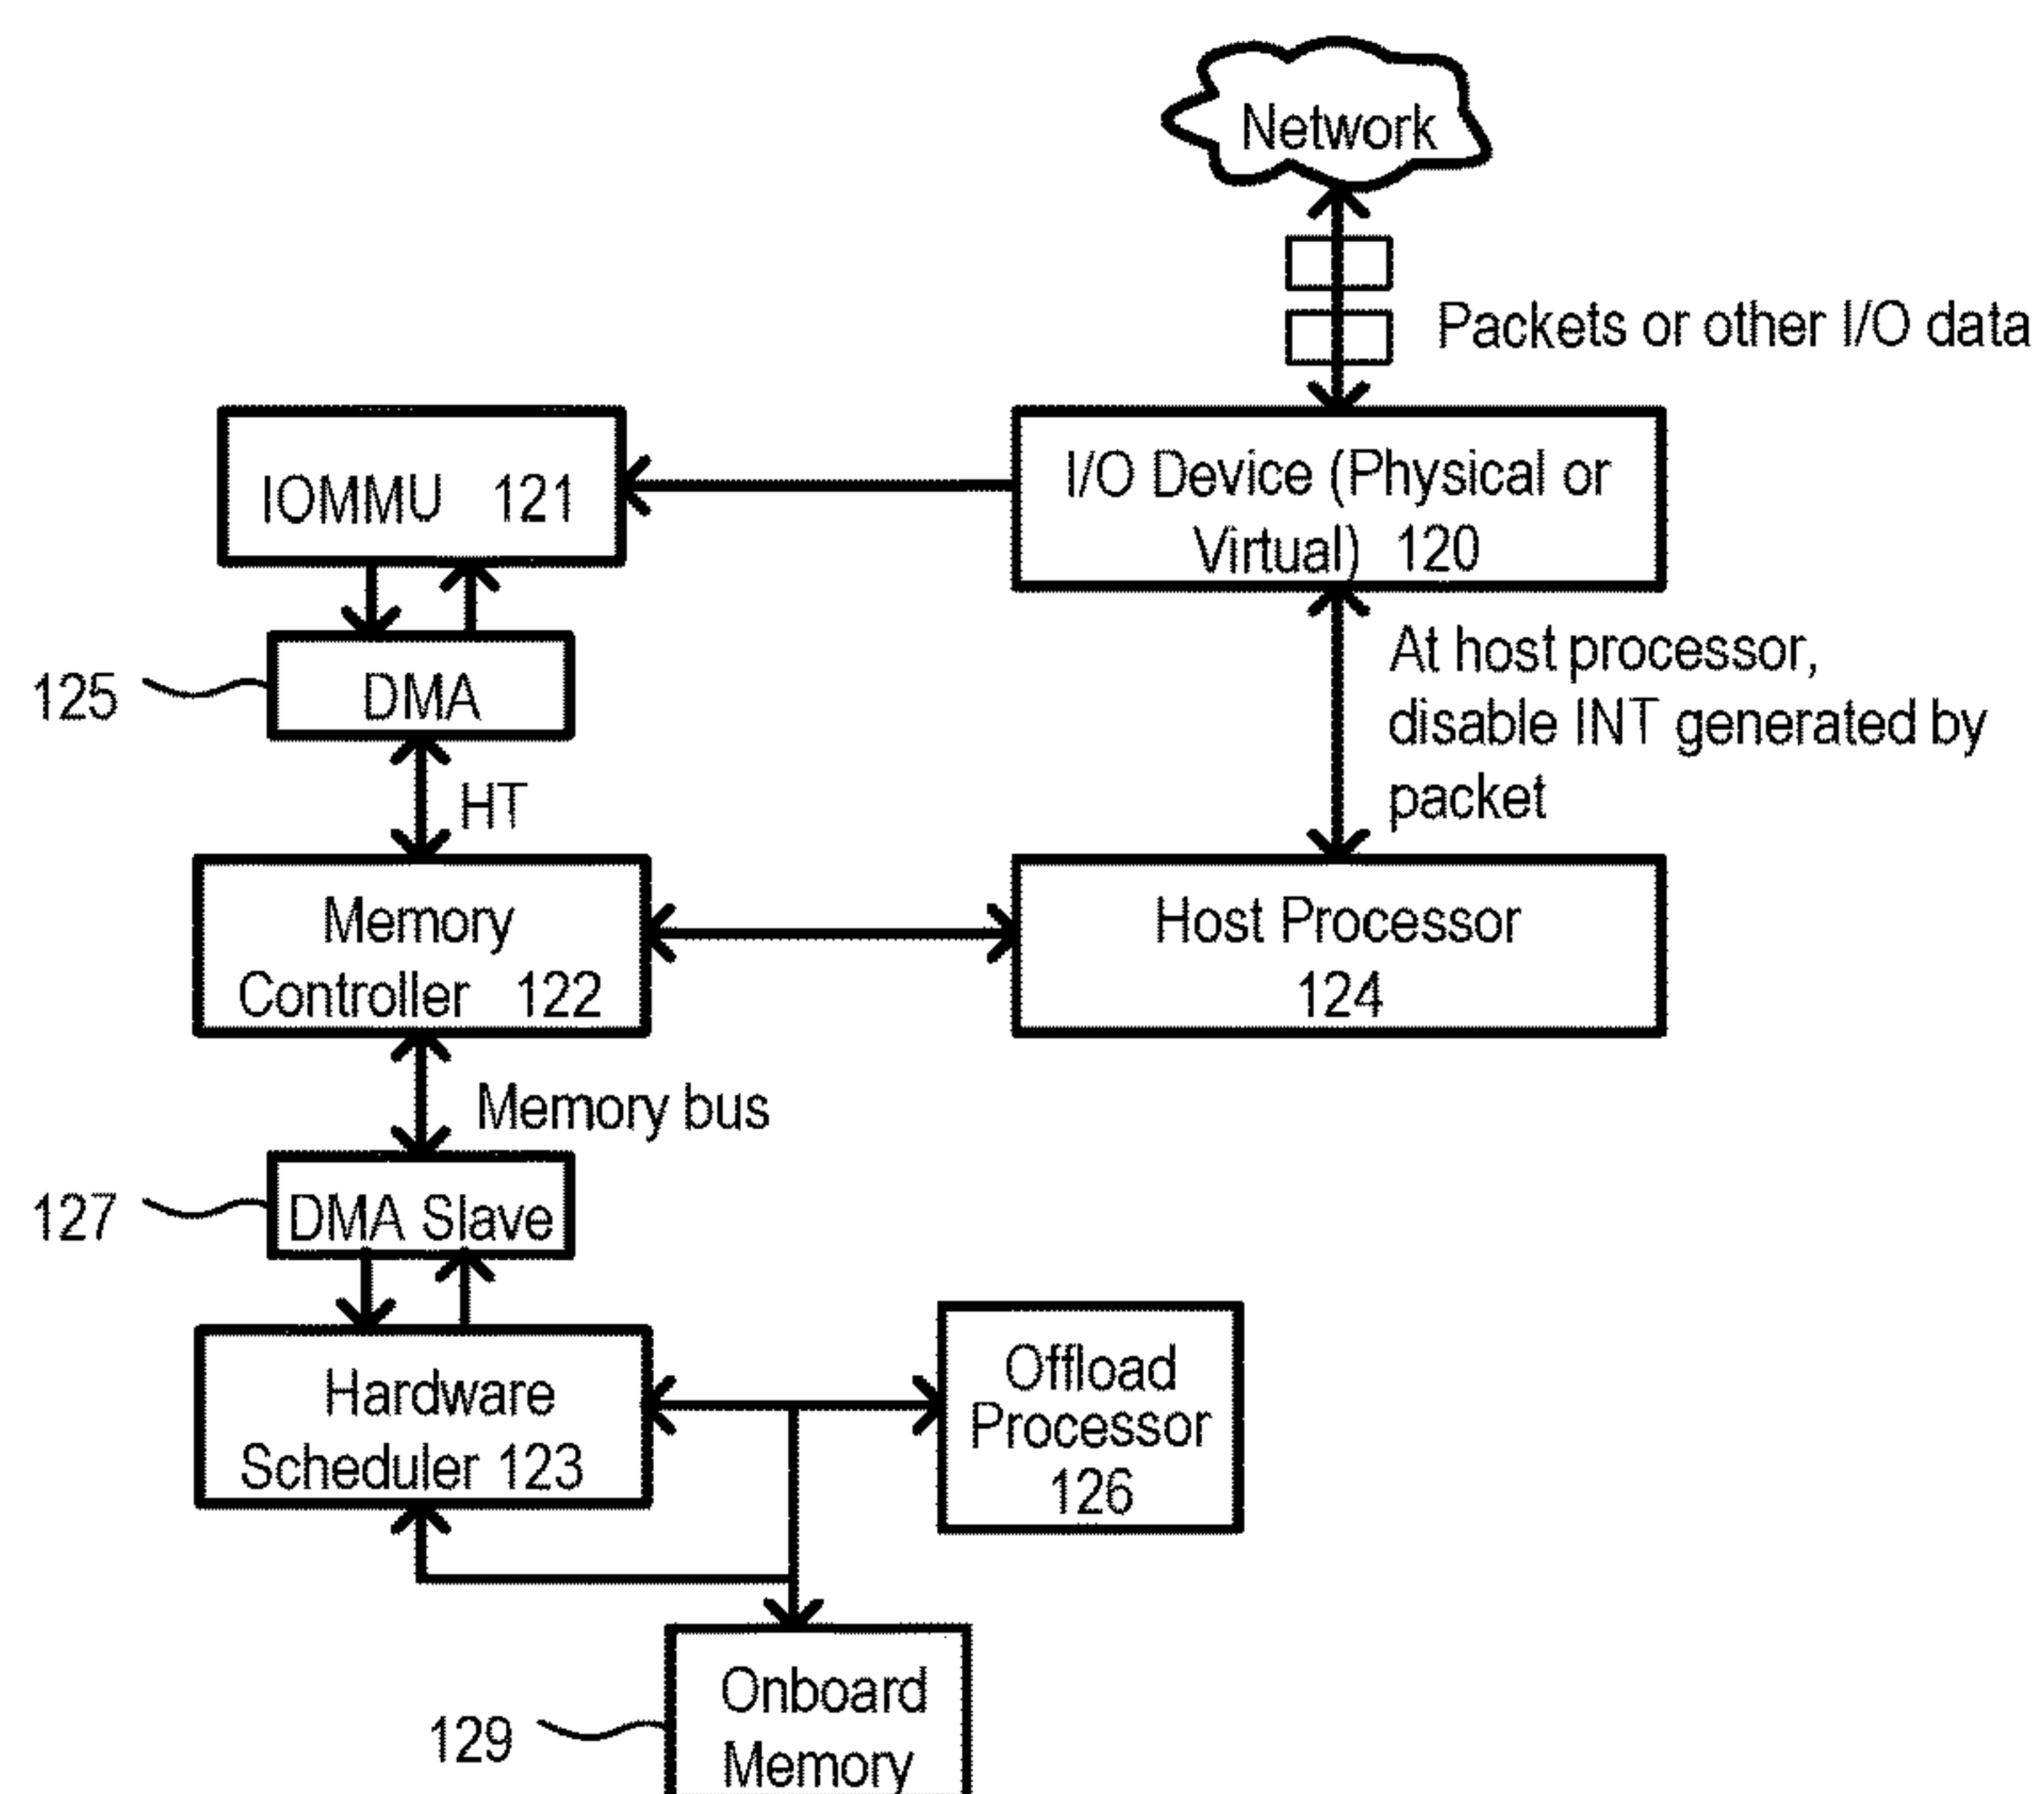 Network
Packets or other I/O data
IOMMU 121
I/O Device (Physical or
Virtual) 120
125
DMA
At host processor,
disable INT generated by
packet
HT
Memory
Controller 122
Host Processor
124
Memory bus
127
DMA Slave
Hardware
Scheduler 123
Offload
Processor
126
129
Onboard
Memory